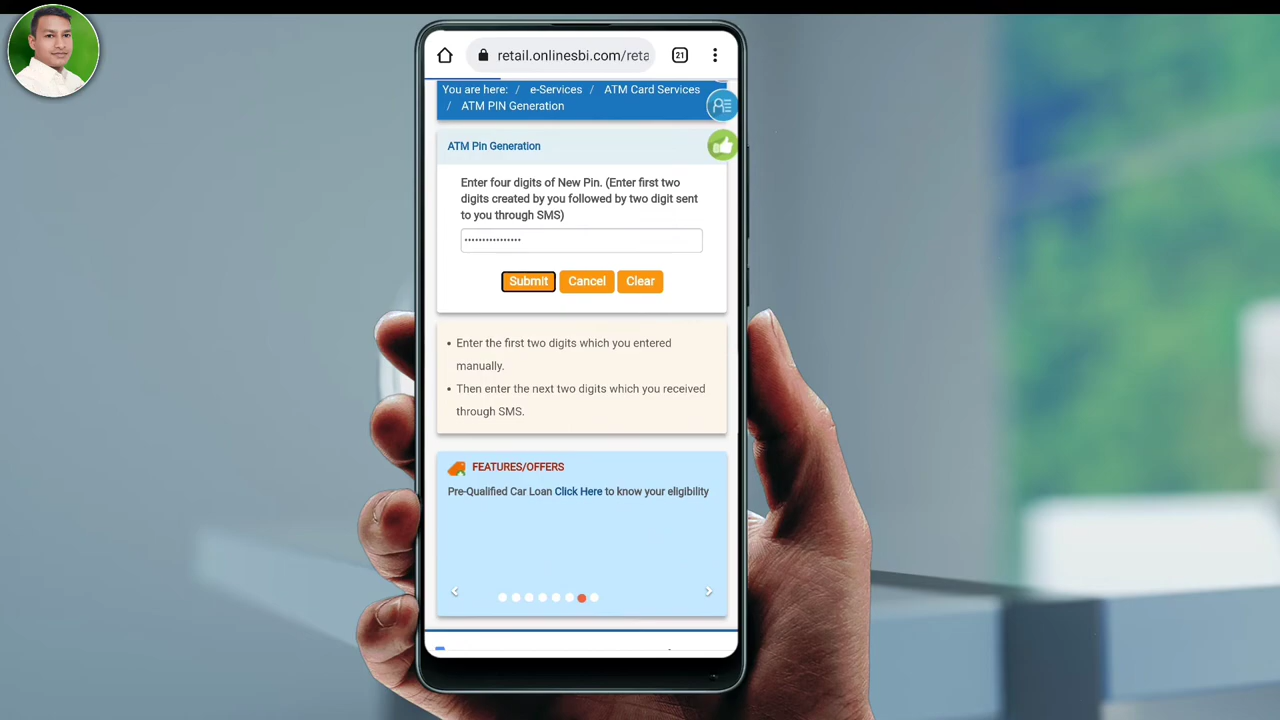 retail.onlinesbi.com/reta
21
You are here: / e-Services / ATM Card Services
/ ATM PIN Generation
ATM Pin Generation
Enter four digits of New Pin. (Enter first two
digits created by you followed by two digit sent
to you through SMS)
••••••••••••••••
Submit Cancel Clear
• Enter the first two digits which you entered
manually.
• Then enter the next two digits which you received
through SMS.
FEATURES/OFFERS
Pre-Qualified Car Loan Click Here to know your eligibility